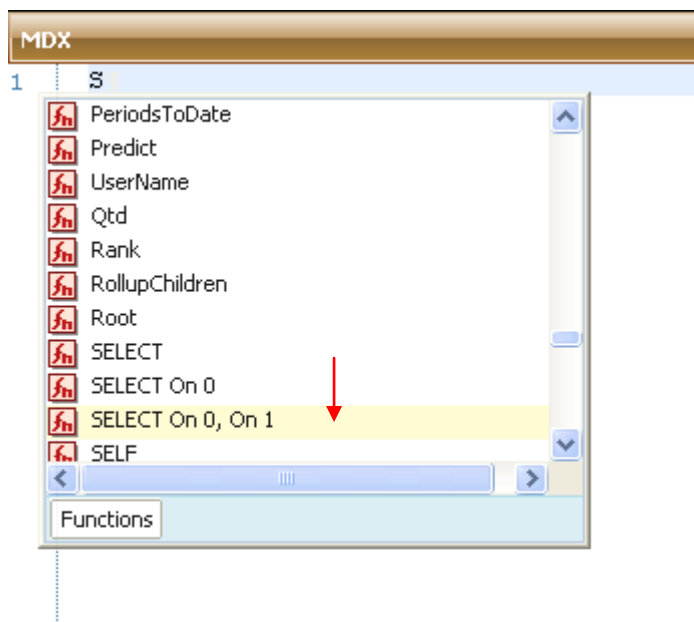 MDX
1 S
PeriodsToDate
Predict
UserName
Qtd
Rank
RollupChildren
Root
SELECT
SELECT On 0
SELECT On 0, On 1
SELF
Functions